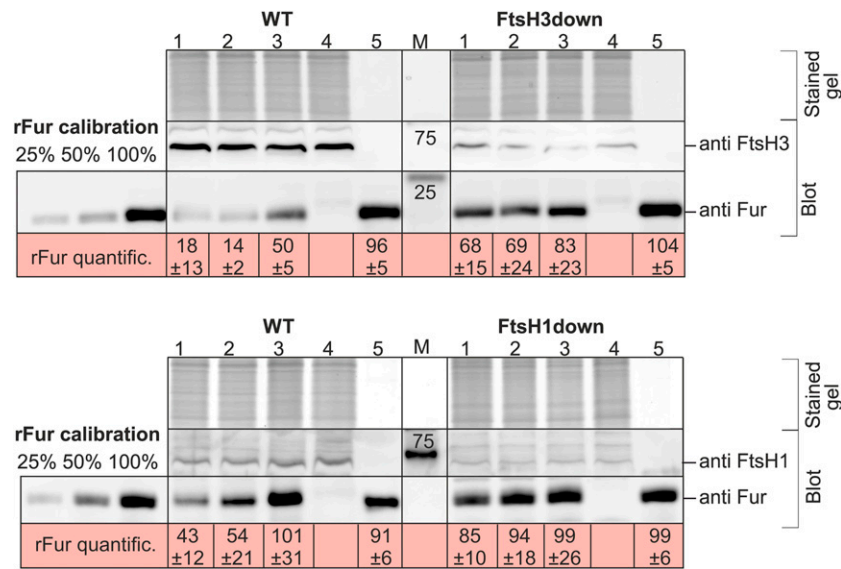 WT FtsH3down
1 2 3 4 5 M 1 2 3 4 5
Stained gel
rFur calibration
25% 50% 100%
75
anti FtsH3
25
anti Fur
Blot
rFur quantific. 18 ±13 14 ±2 50 ±5 96 ±5 68 ±15 69 ±24 83 ±23 104 ±5
WT FtsH1down
1 2 3 4 5 M 1 2 3 4 5
Stained gel
rFur calibration
25% 50% 100%
75
anti FtsH1
anti Fur
Blot
rFur quantific. 43 ±12 54 ±21 101 ±31 91 ±6 85 ±10 94 ±18 99 ±26 99 ±6